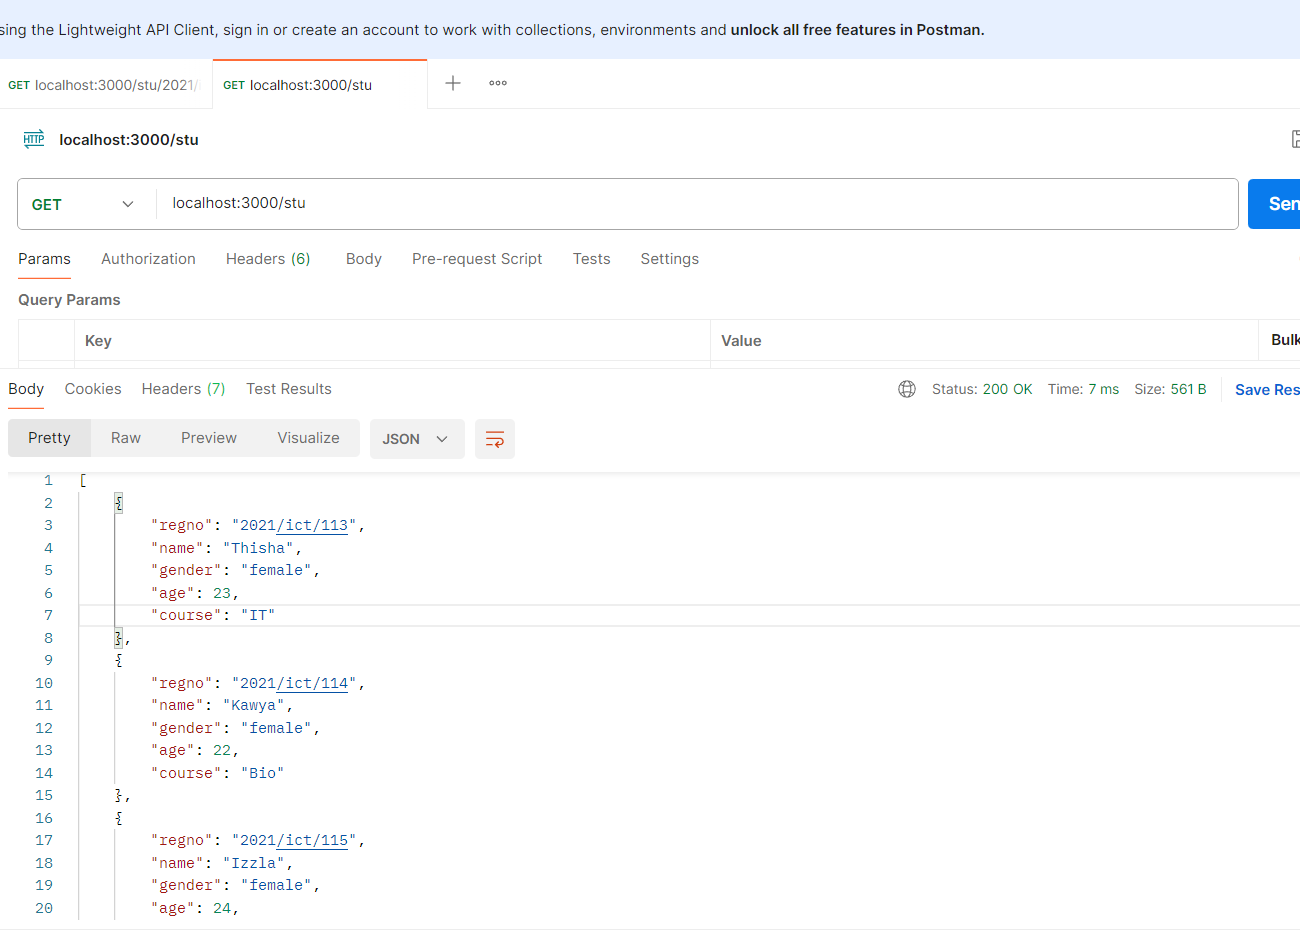 sing the Lightweight API Client, sign in or create an account to work with collections, environments and unlock all free features in Postman.
GET localhost:3000/stu/2021/ GET localhost:3000/stu
HTTP localhost:3000/stu
GET localhost:3000/stu Sen
Params Authorization Headers (6) Body Pre-request Script Tests Settings
Query Params
Key Value Bulk
Body Cookies Headers (7) Test Results Status: 200 OK Time: 7 ms Size: 561 B Save Res
Pretty Raw Preview Visualize JSON
1 [
2 {
3 "regno": "2021/ict/113",
4 "name": "Thisha",
5 "gender": "female",
6 "age": 23,
7 "course": "IT"
8 },
9 {
10 "regno": "2021/ict/114",
11 "name": "Kawya",
12 "gender": "female",
13 "age": 22,
14 "course": "Bio"
15 },
16 {
17 "regno": "2021/ict/115",
18 "name": "Izzla",
19 "gender": "female",
20 "age": 24,